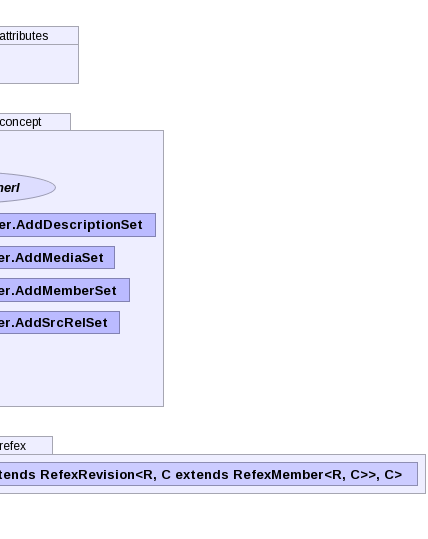 attributes
concept
nerI
er.AddDescriptionSet
er.AddMediaSet
er.AddMemberSet
er.AddSrcRelSet
refex
tends RefexRevision<R, C extends RefexMember<R, C>>, C>